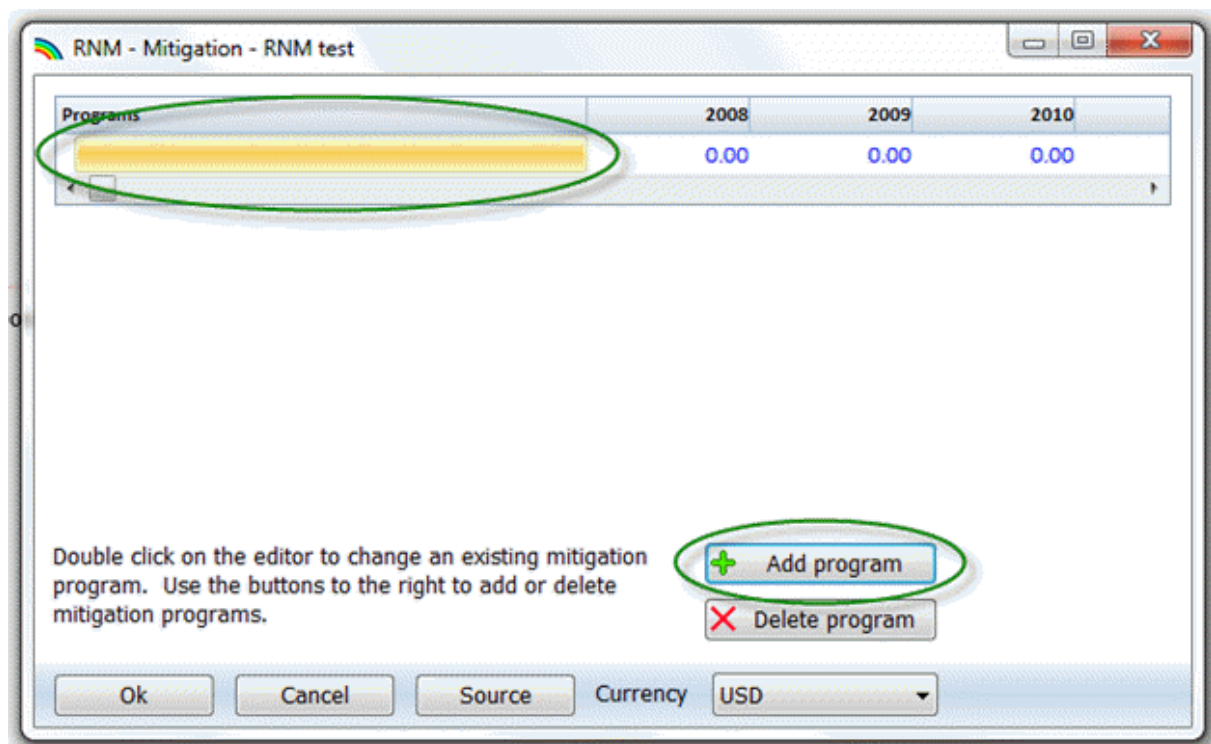 RNM - Mitigation - RNM test
Programs 2008 2009 2010
0.00 0.00 0.00
o
Double click on the editor to change an existing mitigation
program. Use the buttons to the right to add or delete
mitigation programs.
Add program
Delete program
Ok Cancel Source Currency USD